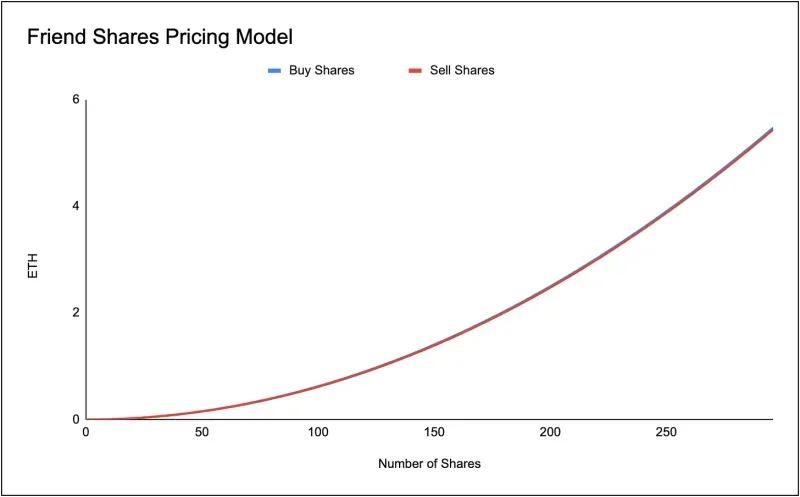 Friend Shares Pricing Model
Buy Shares Sell Shares
6
4
2
0
ETH
0 50 100 150 200 250
Number of Shares